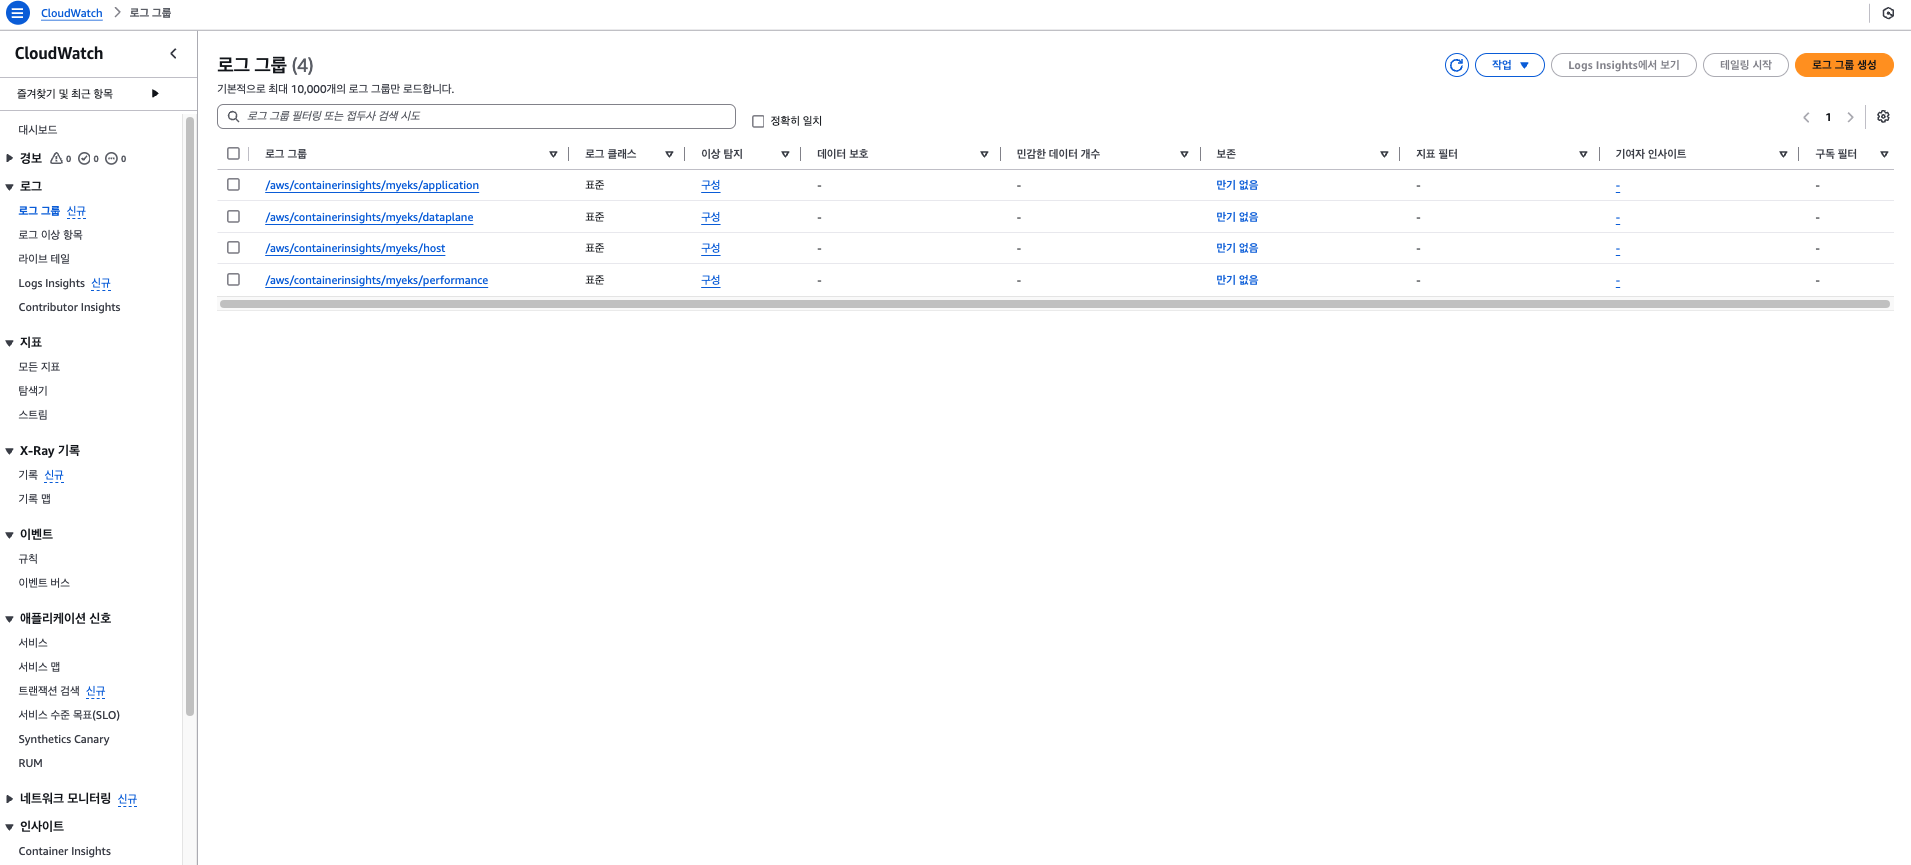 CloudWatch > 로그 그룹
CloudWatch
즐겨찾기 및 최근 항목
대시보드
경보 0 0 0
로그
로그 그룹 신규
로그 이상 항목
라이브 테일
Logs Insights 신규
Contributor Insights
지표
모든 지표
탐색기
스트림
X-Ray 기록
기록 신규
기록 맵
이벤트
규칙
이벤트 버스
애플리케이션 신호
서비스
서비스 맵
트랜잭션 검색 신규
서비스 수준 목표(SLO)
Synthetics Canary
RUM
네트워크 모니터링 신규
인사이트
Container Insights
로그 그룹 (4)
작업 Logs Insights에서 보기 테일링 시작 로그 그룹 생성
기본적으로 최대 10,000개의 로그 그룹만 로드합니다.
로그 그룹 필터링 또는 접두사 검색 시도 정확히 일치 1
로그 그룹 로그 클래스 이상 탐지 데이터 보호 민감한 데이터 개수 보존 지표 필터 기여자 인사이트 구독 필터
/aws/containerinsights/myeks/application 표준 구성 - - 만기 없음 - - -
/aws/containerinsights/myeks/dataplane 표준 구성 - - 만기 없음 - - -
/aws/containerinsights/myeks/host 표준 구성 - - 만기 없음 - - -
/aws/containerinsights/myeks/performance 표준 구성 - - 만기 없음 - - -